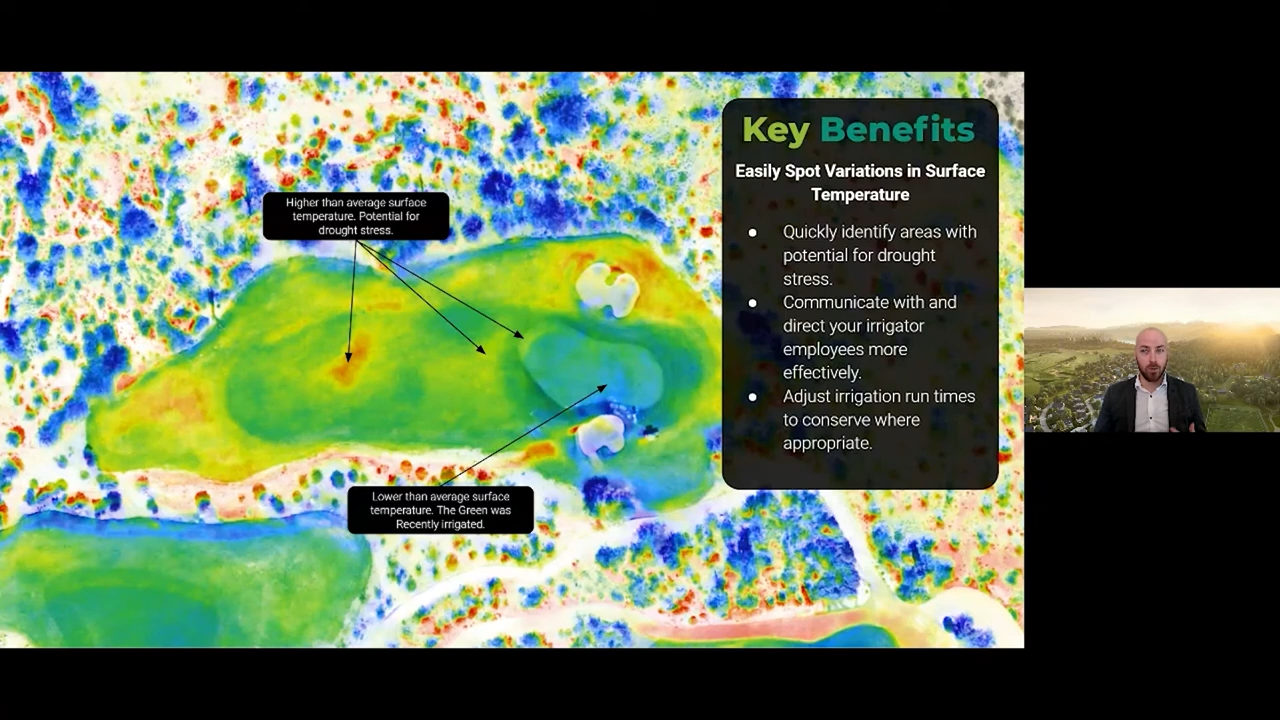 Key Benefits
Easily Spot Variations in Surface
Temperature
● Quickly identify areas with
potential for drought
stress.
● Communicate with and
direct your irrigator
employees more
effectively.
● Adjust irrigation run times
to conserve where
appropriate.
Higher than average surface
temperature. Potential for
drought stress.
Lower than average surface
temperature. The Green was
Recently irrigated.